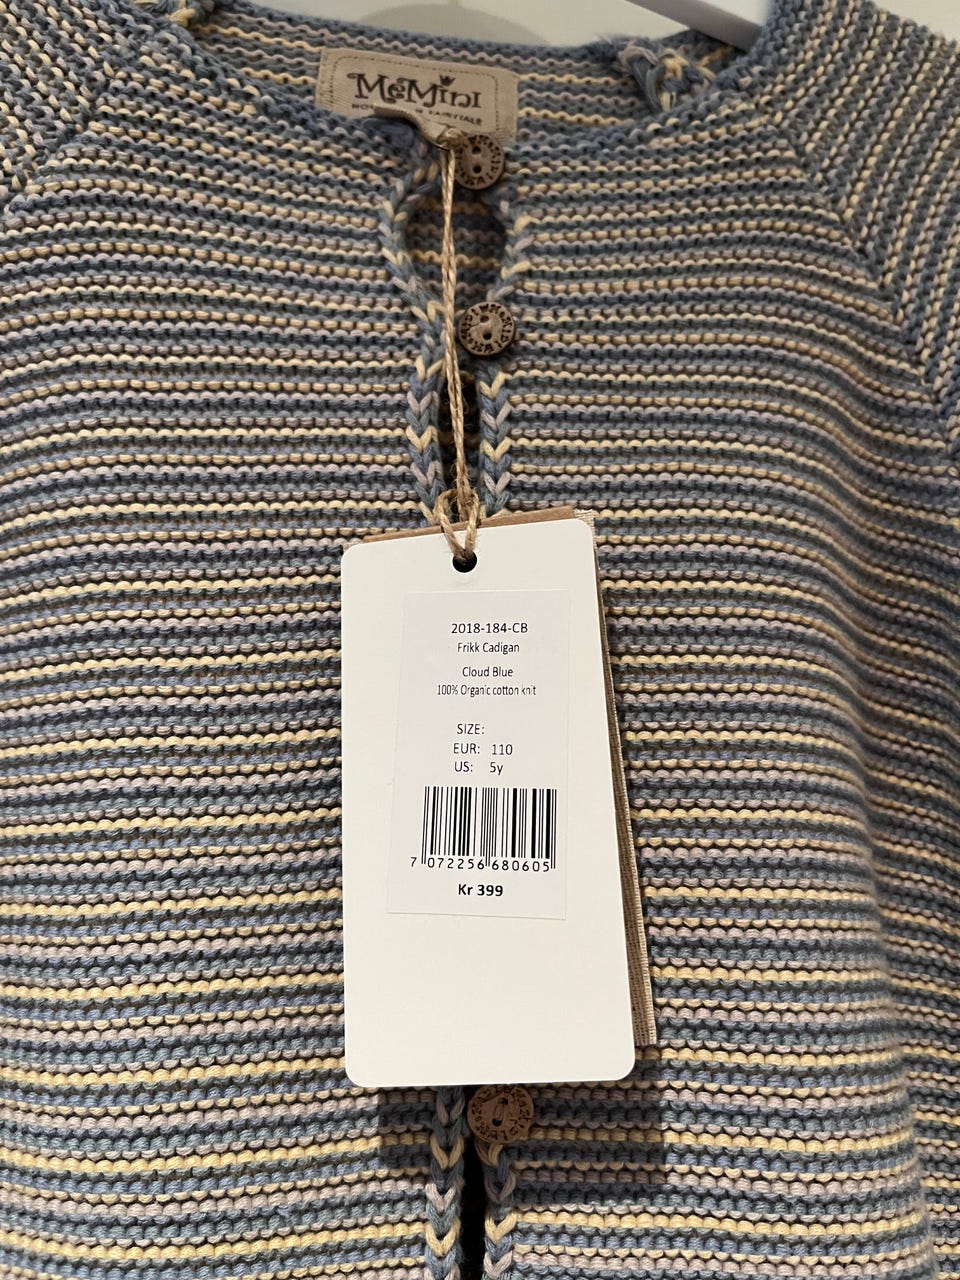 MeMini
2018-184-CB
Frikk Cadigan
Cloud Blue
100% Organic cotton knit
SIZE:
EUR: 110
US: 5y
7 072256 680605
Kr 399